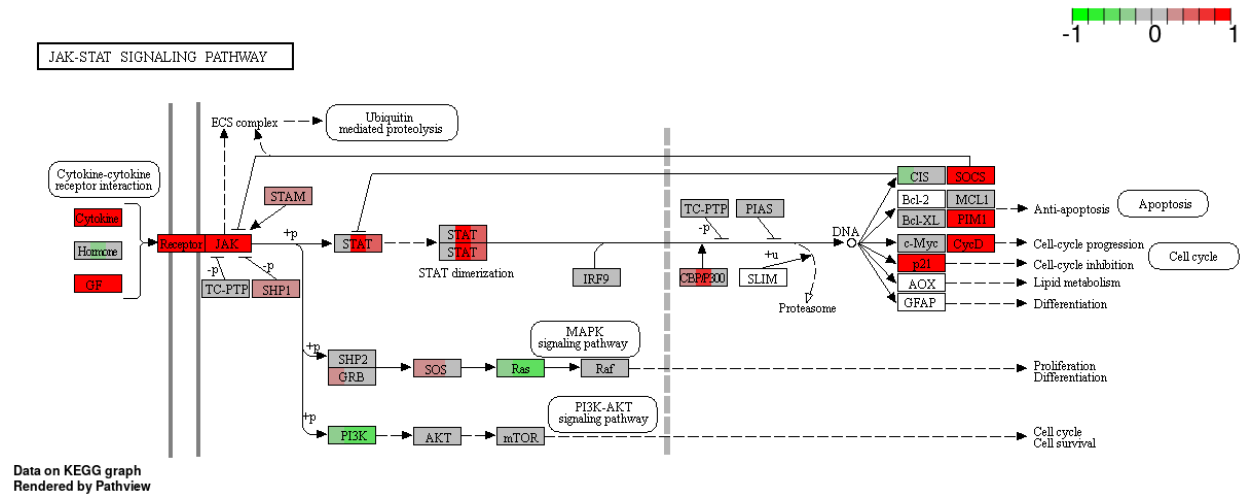 -1 0 1
JAK-STAT SIGNALING PATHWAY
ECS complex
Ubiquitin
mediated proteolysis
Cytokine-cytokine
receptor interaction
STAM
Cytokine
Hormone
GF
Receptor
JAK
+p
STAT
STAT
STAT
STAT dimerization
-p
TC-PTP
-p
SHP1
IRF9
TC-PTP
PIAS
-p
+u
CBP/P300
SLIM
Proteasome
DNA
CIS
SOCS
Bcl-2
MCL1
Bcl-XL
PIM1
c-Myc
CycD
p21
AOX
GFAP
Anti-apoptosis
Apoptosis
Cell-cycle progression
Cell-cycle inhibition
Cell cycle
Lipid metabolism
Differentiation
+p
SHP2
GRB
SOS
Ras
Raf
MAPK
signaling pathway
Proliferation
Differentiation
+p
PI3K
AKT
mTOR
PI3K-AKT
signaling pathway
Cell cycle
Cell survival
Data on KEGG graph
Rendered by Pathview